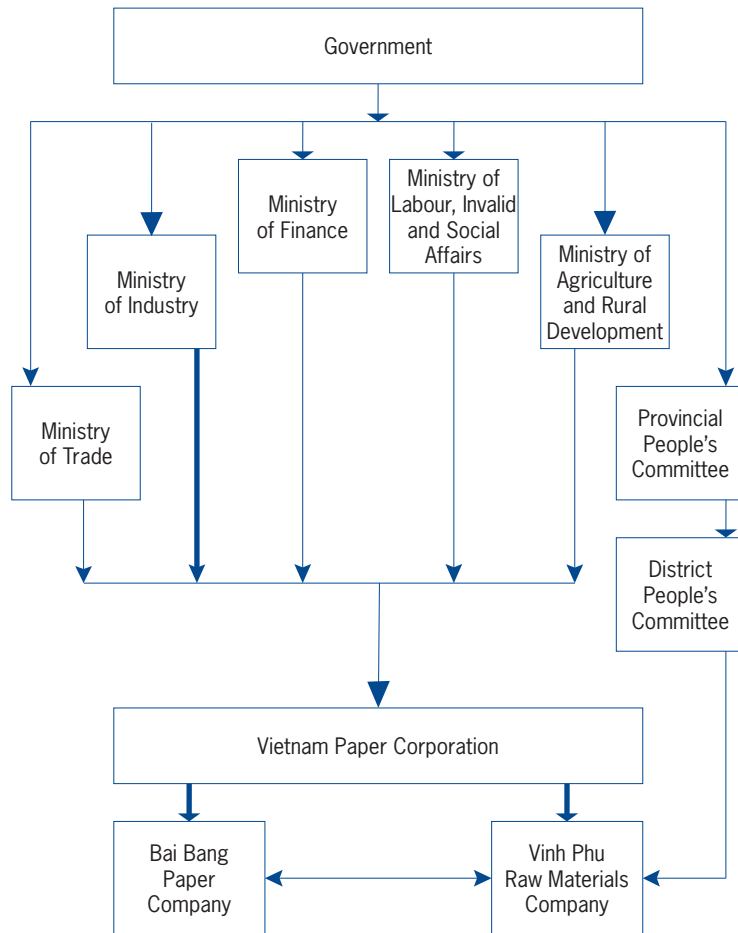 Government
Ministry
of Finance
Ministry of
Labour, Invalid
and Social
Affairs
Ministry
of Industry
Ministry of
Agriculture
and Rural
Development
Ministry
of Trade
Provincial
People's
Committee
District
People's
Committee
Vietnam Paper Corporation
Bai Bang
Paper
Company
Vinh Phu
Raw Materials
Company